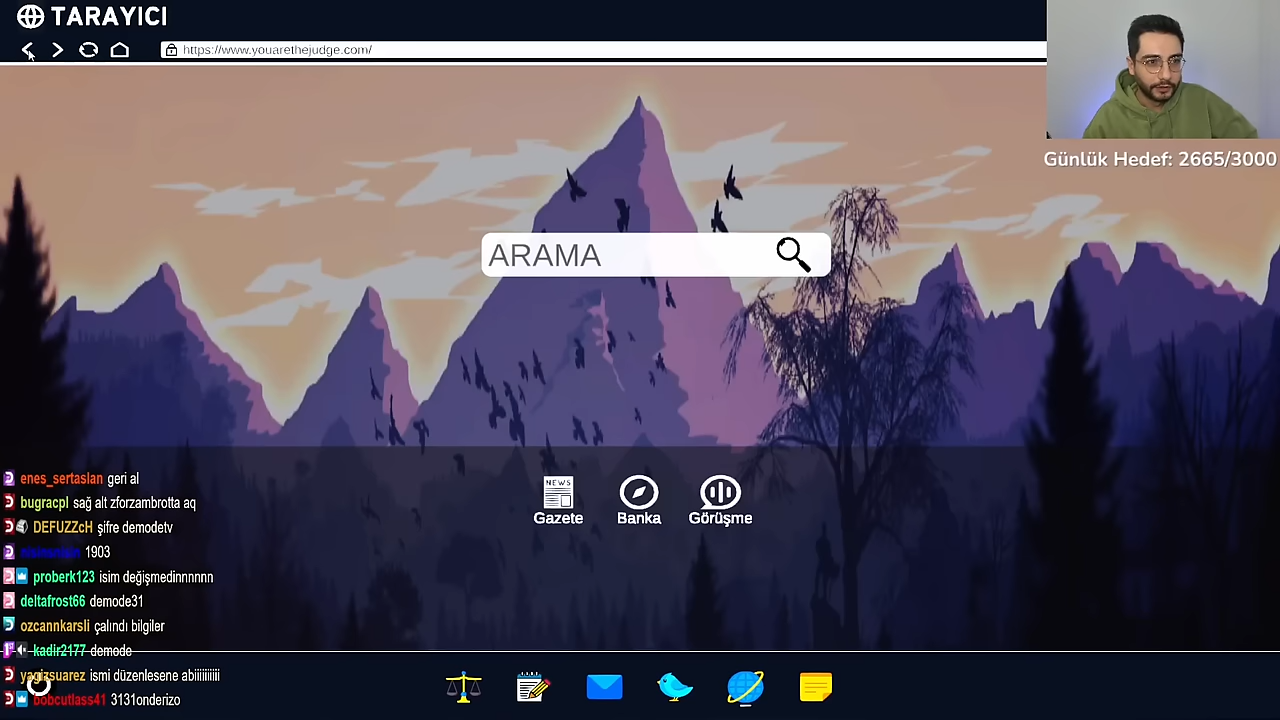 TARAYICI
https://www.youarethejudge.com/
Günlük Hedef: 2665/3000
ARAMA
NEWS
Gazete
Banka
Görüşme
enes_sertaslan geri al
bugracpl sağ alt zforzambrotta aq
DEFUZZcH şifre demodetv
1903
proberk123 isim değişmedinnnnnn
deltafrost66 demode31
ozcannkarsli çalındı bilgiler
kadir2177 demode
yagizsuarez ismi düzenlesene abiiiiiiiiii
bobcutlass41 3131onderizo